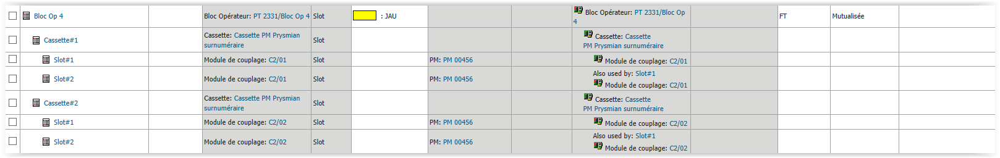 Bloc Op 4 Bloc Opérateur: PT 2331/Bloc Op 4 Slot : JAU Bloc Opérateur: PT 2331/Bloc Op FT Mutualisée
4
Cassette#1 Cassette: Cassette PM Prysmian Slot Cassette: Cassette
surnuméraire PM Prysmian surnuméraire
Slot#1 Module de couplage: C2/01 Slot PM: PM 00456 Module de couplage: C2/01
Slot#2 Module de couplage: C2/01 Slot PM: PM 00456 Also used by: Slot#1
Module de couplage: C2/01
Cassette#2 Cassette: Cassette PM Prysmian Slot Cassette: Cassette
surnuméraire PM Prysmian surnuméraire
Slot#1 Module de couplage: C2/02 Slot PM: PM 00456 Module de couplage: C2/02
Slot#2 Module de couplage: C2/02 Slot PM: PM 00456 Also used by: Slot#1
Module de couplage: C2/02